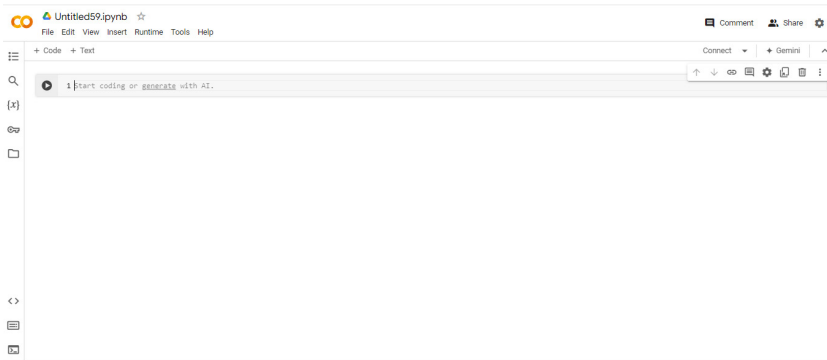 Untitled59.ipynb
Comment Share
File Edit View Insert Runtime Tools Help
+ Code + Text
Connect Gemini
1 Start coding or generate with AI.
{x}